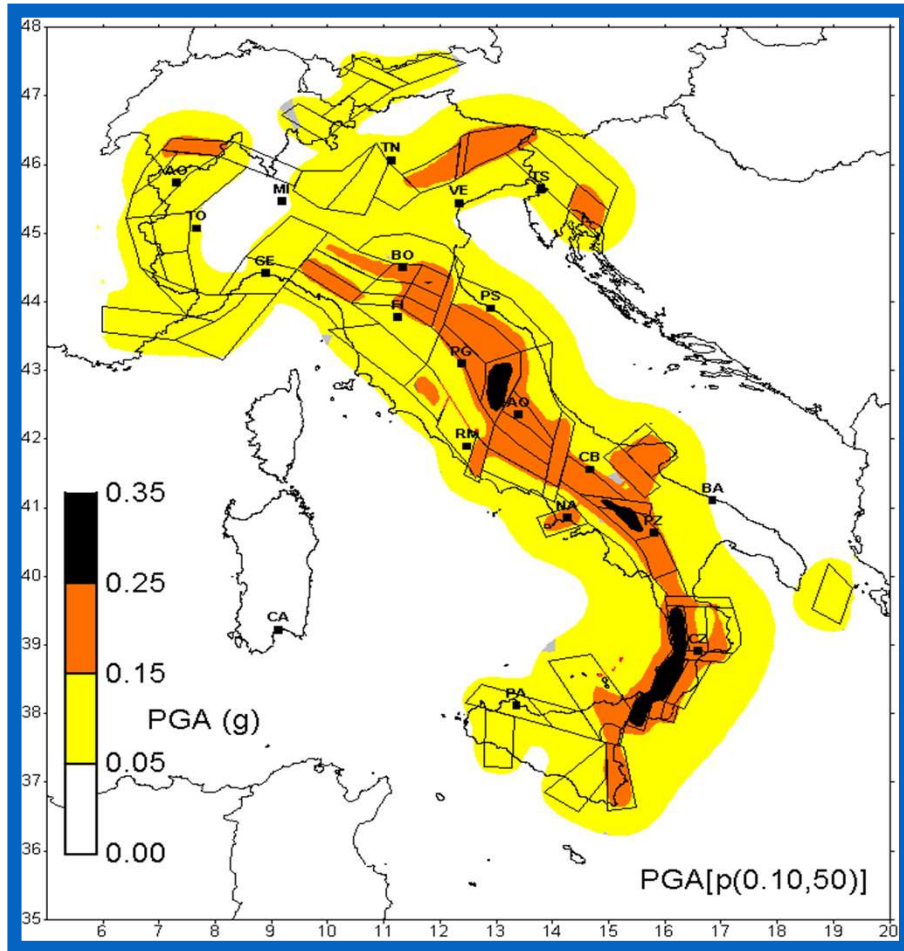 48
47
46
45
44
43
42
41
40
39
38
37
36
35
TN
AO
MI
VE
TS
TO
GE
BO
FI
PS
PG
AQ
RM
CB
BA
NA
PZ
CA
CZ
PA
0.35
0.25
0.15
0.05
0.00
PGA (g)
PGA[p(0.10,50)]
6 7 8 9 10 11 12 13 14 15 16 17 18 19 20